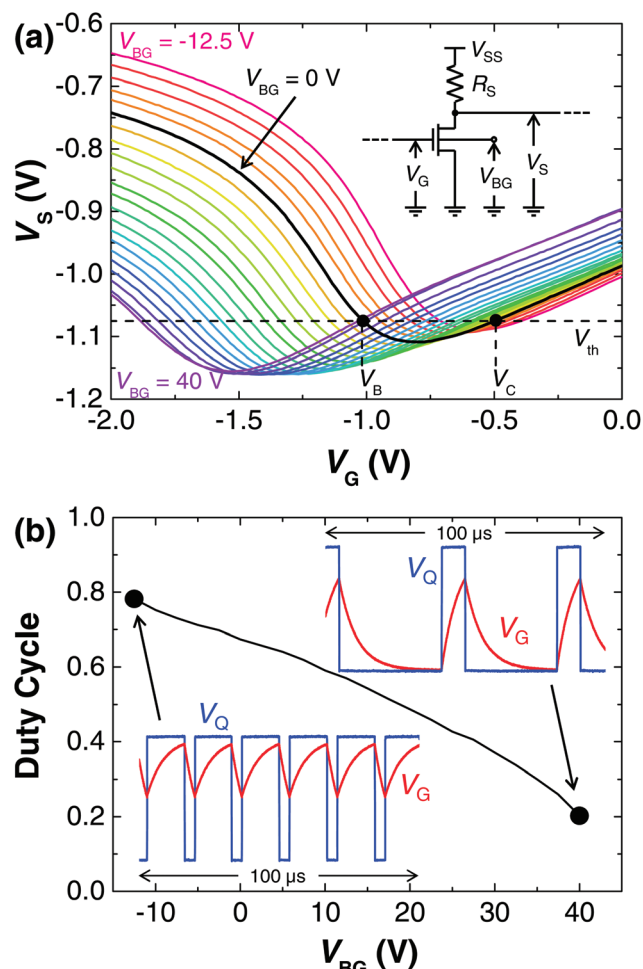 (a)
-0.6
-0.7
-0.8
-0.9
-1.0
-1.1
-1.2
V_S (V)
V_BG = -12.5 V
V_BG = 0 V
V_SS
R_S
V_G
V_BG
V_S
V_th
V_B
V_C
V_BG = 40 V
-2.0 -1.5 -1.0 -0.5 0.0
V_G (V)
(b)
1.0
0.8
0.6
0.4
0.2
0.0
Duty Cycle
100 µs
V_Q
V_G
V_Q
V_G
100 µs
-10 0 10 20 30 40
V_BG (V)